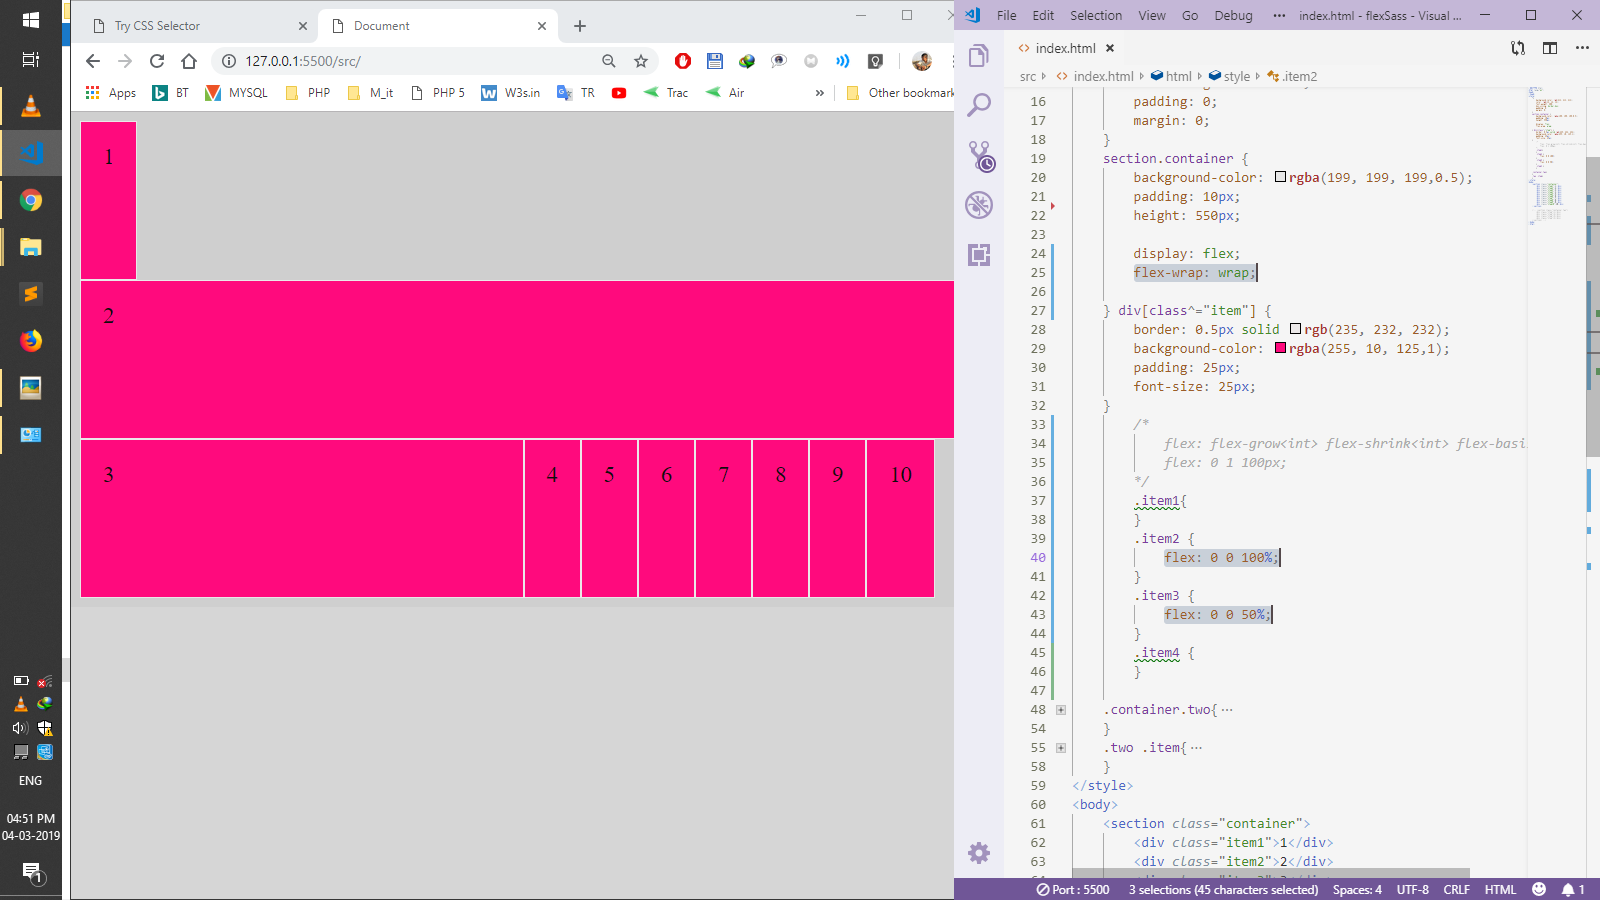 Try CSS Selector
Document
127.0.0.1:5500/src/
Apps
BT
MYSQL
PHP
M_it
PHP 5
W3s.in
TR
Trac
Air
»
Other bookmark
1
2
3 4 5 6 7 8 9 10
ENG
04:51 PM
04-03-2019
1
File Edit Selection View Go Debug ··· index.html - flexSass - Visual ...
index.html
src index.html html style .item2
16 padding: 0;
17 margin: 0;
18 }
19 section.container {
20 background-color: rgba(199, 199, 199,0.5);
21 padding: 10px;
22 height: 550px;
23
24 display: flex;
25 flex-wrap: wrap;
26
27 } div[class^="item"] {
28 border: 0.5px solid rgb(235, 232, 232);
29 background-color: rgba(255, 10, 125,1);
30 padding: 25px;
31 font-size: 25px;
32 }
33 /*
34 flex: flex-grow<int> flex-shrink<int> flex-basi
35 flex: 0 1 100px;
36 */
37 .item1{
38 }
39 .item2 {
40 flex: 0 0 100%;
41 }
42 .item3 {
43 flex: 0 0 50%;
44 }
45 .item4 {
46 }
47
48 .container.two{ ···
54 }
55 .two .item{ ···
58 }
59 </style>
60 <body>
61 <section class="container">
62 <div class="item1">1</div>
63 <div class="item2">2</div>
Port : 5500 3 selections (45 characters selected) Spaces: 4 UTF-8 CRLF HTML 1